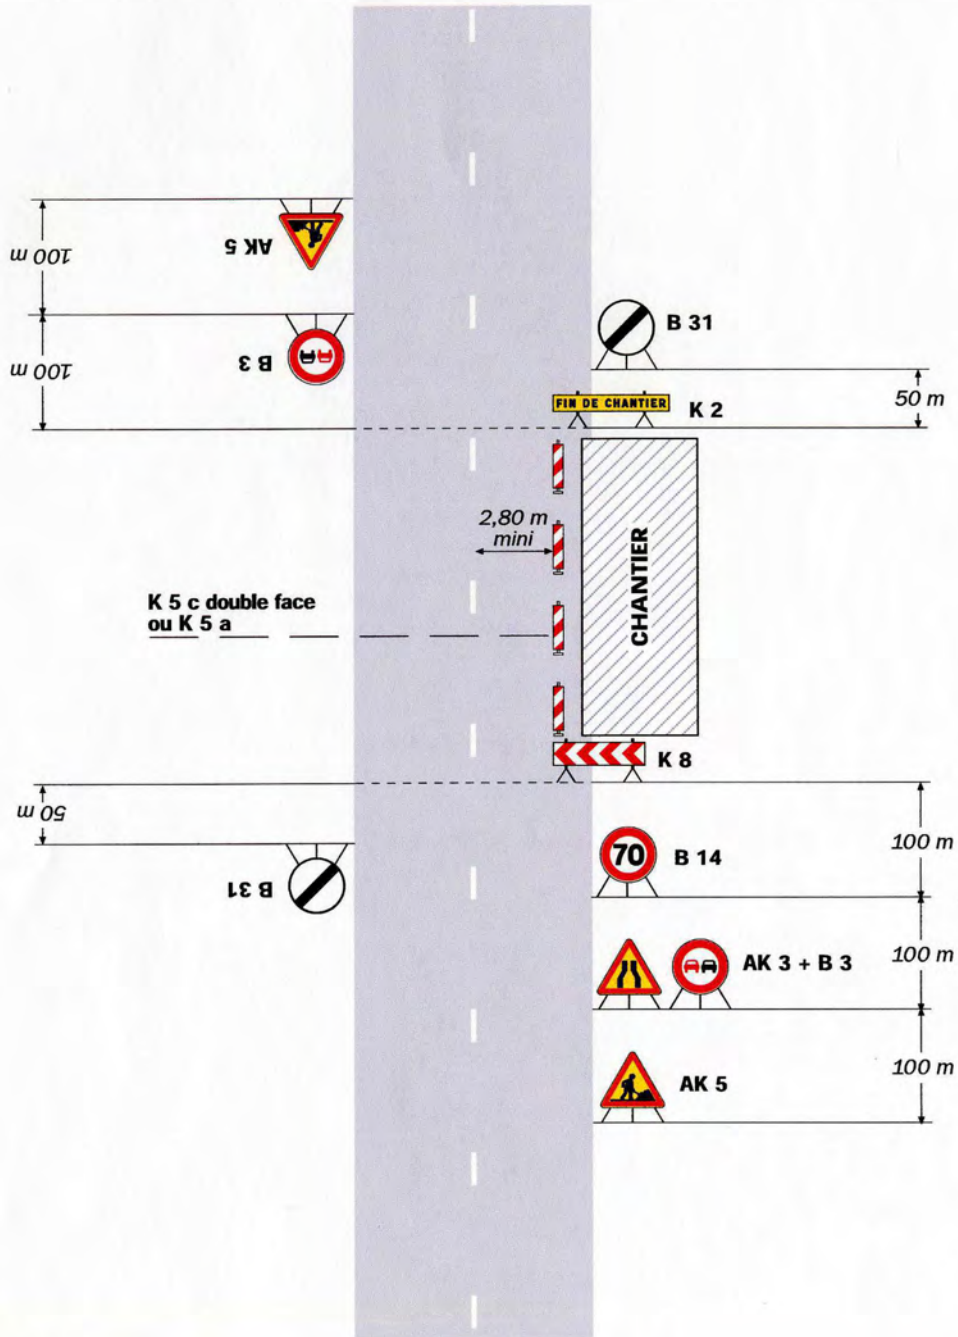 AK 5
100 m
B 31
B 3
100 m
FIN DE CHANTIER
K 2
50 m
2,80 m
mini
CHANTIER
K 5 c double face
ou K 5 a
K 8
50 m
70
B 14
100 m
B 31
AK 3 + B 3
100 m
AK 5
100 m